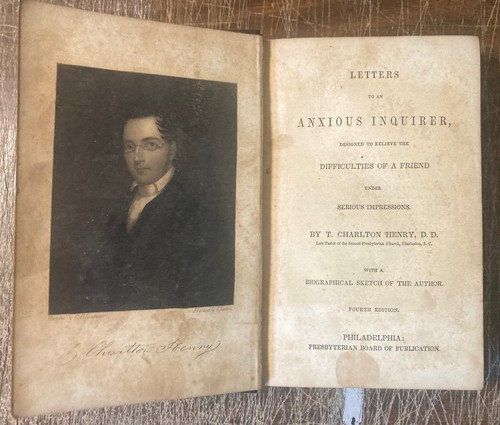 T. Charlton Henry
LETTERS
TO AN
ANXIOUS INQUIRER,
DESIGNED TO RELIEVE THE
DIFFICULTIES OF A FRIEND
UNDER
SERIOUS IMPRESSIONS.
BY T. CHARLTON HENRY, D. D.
Late Pastor of the Second Presbyterian Church, Charleston, S. C.
WITH A
BIOGRAPHICAL SKETCH OF THE AUTHOR.
FOURTH EDITION.
PHILADELPHIA:
PRESBYTERIAN BOARD OF PUBLICATION.